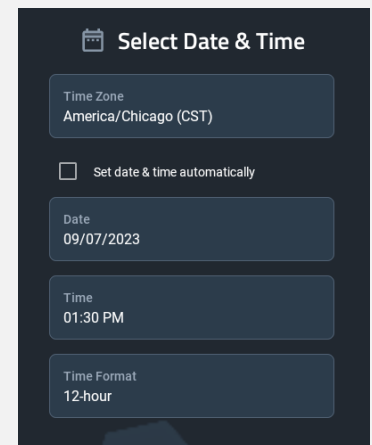 Select Date & Time
Time Zone
America/Chicago (CST)
Set date & time automatically
Date
09/07/2023
Time
01:30 PM
Time Format
12-hour